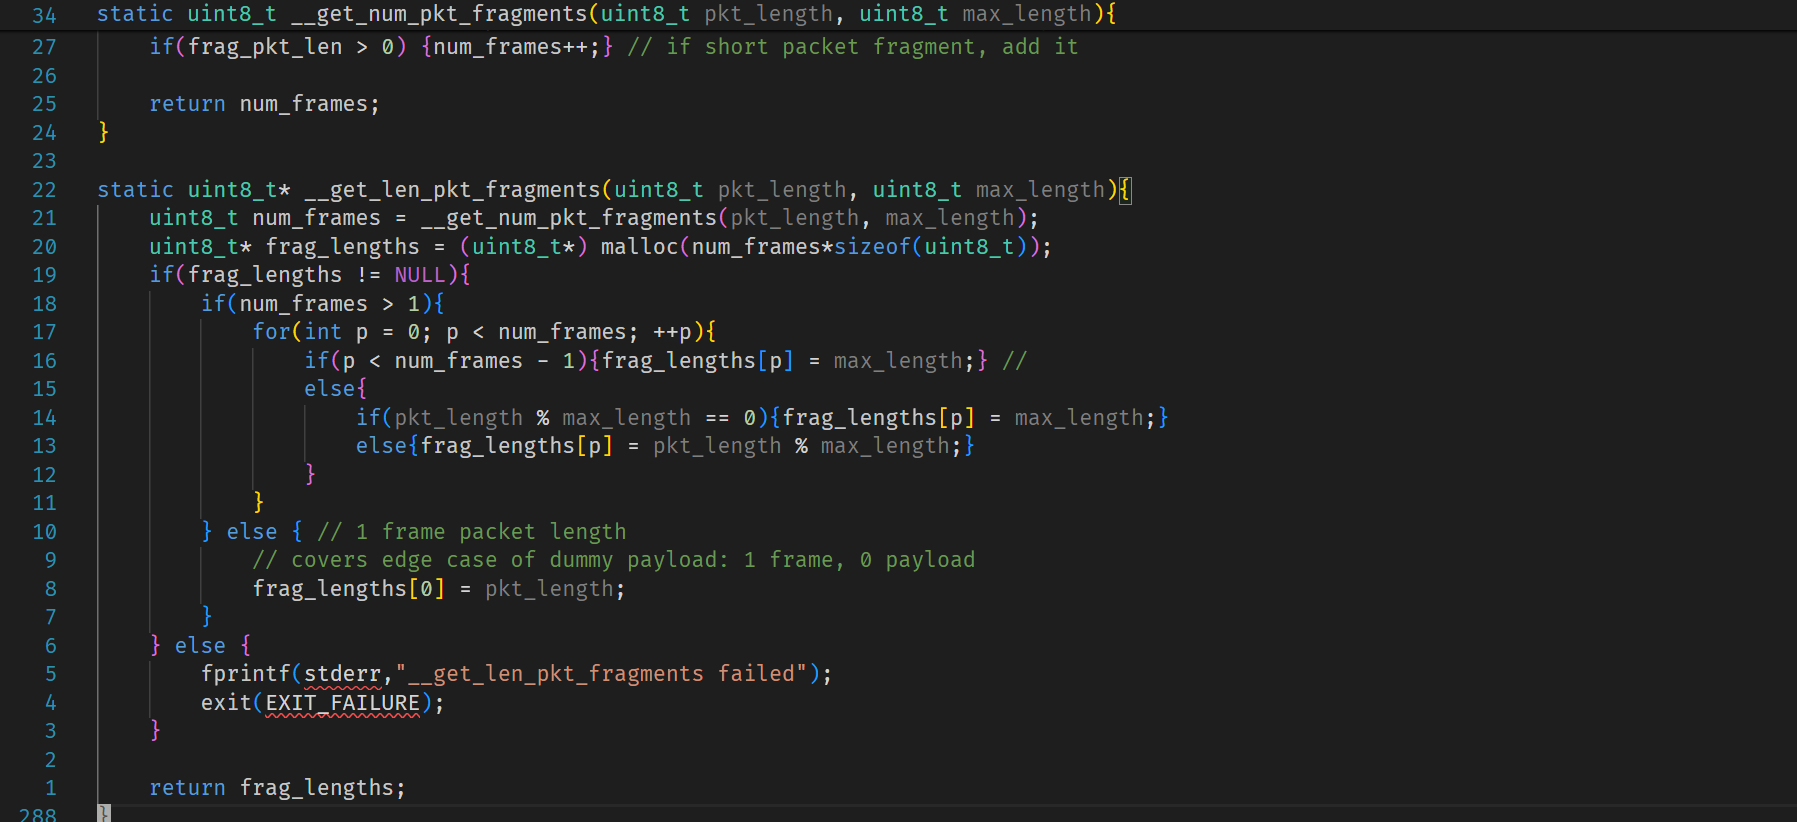 34 static uint8_t __get_num_pkt_fragments(uint8_t pkt_length, uint8_t max_length){
27     if(frag_pkt_len > 0) {num_frames++;} // if short packet fragment, add it
26
25     return num_frames;
24 }
23
22 static uint8_t* __get_len_pkt_fragments(uint8_t pkt_length, uint8_t max_length){
21     uint8_t num_frames = __get_num_pkt_fragments(pkt_length, max_length);
20     uint8_t* frag_lengths = (uint8_t*) malloc(num_frames*sizeof(uint8_t));
19     if(frag_lengths != NULL){
18         if(num_frames > 1){
17             for(int p = 0; p < num_frames; ++p){
16                 if(p < num_frames - 1){frag_lengths[p] = max_length;} //
15                 else{
14                     if(pkt_length % max_length == 0){frag_lengths[p] = max_length;}
13                     else{frag_lengths[p] = pkt_length % max_length;}
12                 }
11             }
10         } else { // 1 frame packet length
9             // covers edge case of dummy payload: 1 frame, 0 payload
8             frag_lengths[0] = pkt_length;
7         }
6     } else {
5         fprintf(stderr,"__get_len_pkt_fragments failed");
4         exit(EXIT_FAILURE);
3     }
2
1     return frag_lengths;
288 }